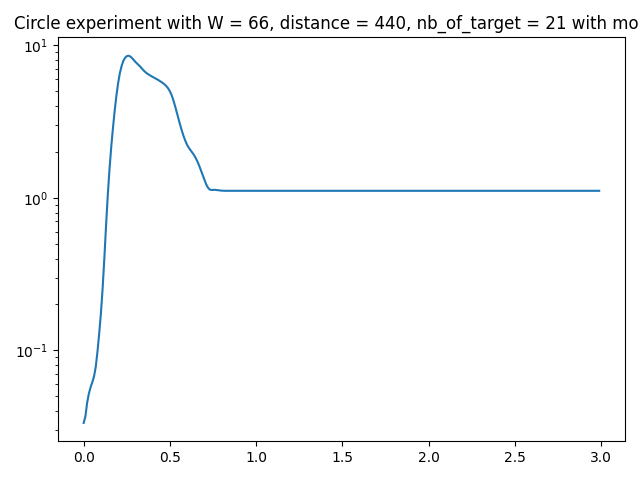 Circle experiment with W = 66, distance = 440, nb_of_target = 21 with mo
10¹
10⁰
10⁻¹
0.0 0.5 1.0 1.5 2.0 2.5 3.0